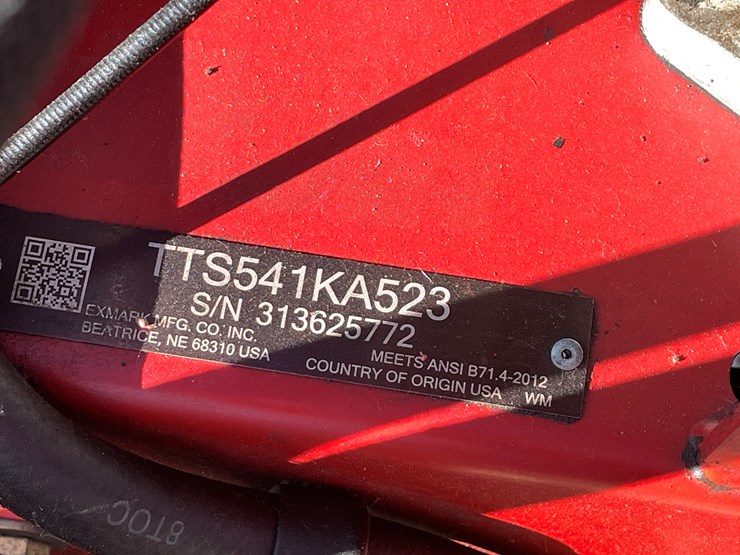 TTS541KA523
S/N 313625772
EXMARK MFG. CO. INC.
BEATRICE, NE 68310 USA
MEETS ANSI B71.4-2012
COUNTRY OF ORIGIN USA WM
8TOC